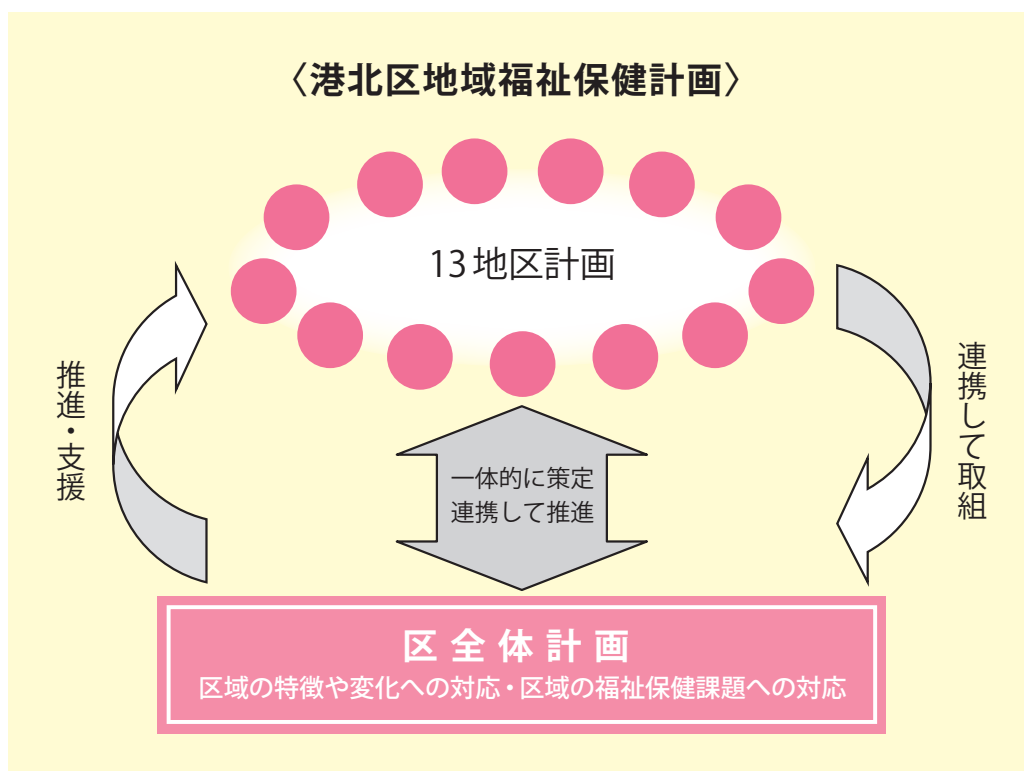 〈港北区地域福祉保健計画〉
13地区計画
推進・支援
連携して取組
一体的に策定
連携して推進
区全体計画
区域の特徴や変化への対応・区域の福祉保健課題への対応